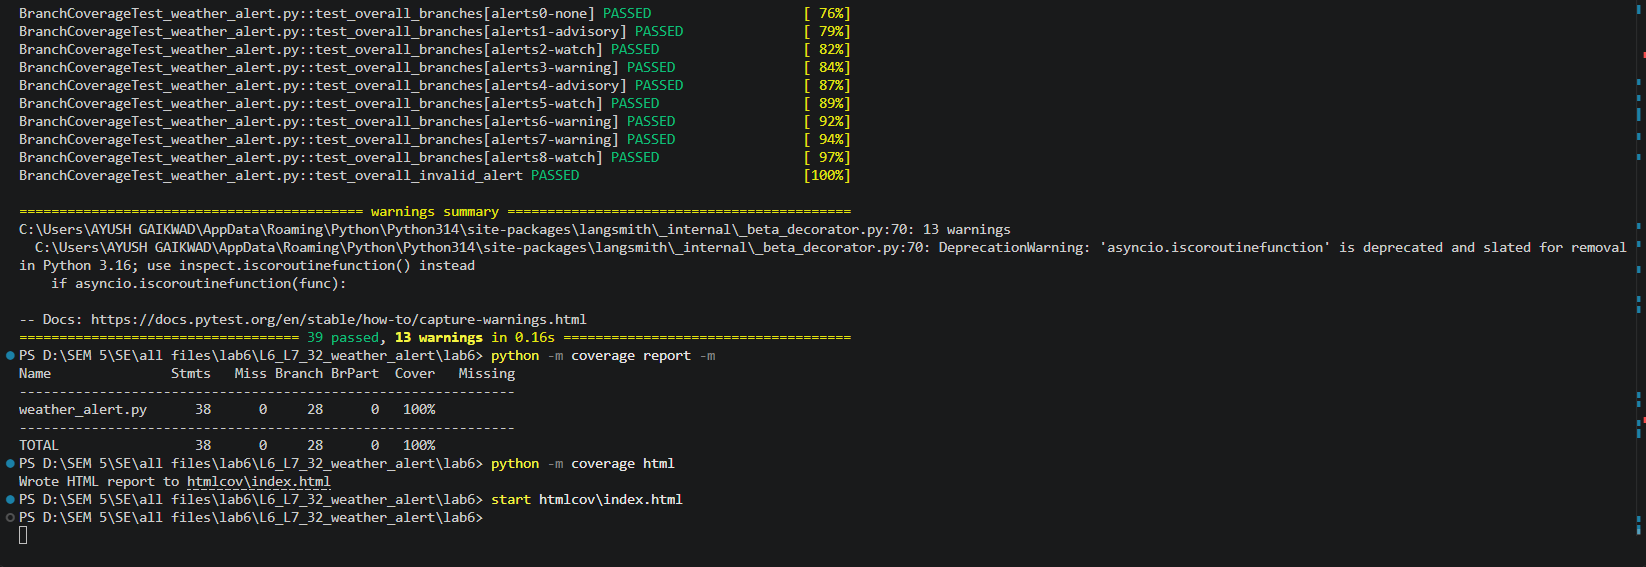 BranchCoverageTest_weather_alert.py::test_overall_branches[alerts0-none] PASSED [ 76%]
BranchCoverageTest_weather_alert.py::test_overall_branches[alerts1-advisory] PASSED [ 79%]
BranchCoverageTest_weather_alert.py::test_overall_branches[alerts2-watch] PASSED [ 82%]
BranchCoverageTest_weather_alert.py::test_overall_branches[alerts3-warning] PASSED [ 84%]
BranchCoverageTest_weather_alert.py::test_overall_branches[alerts4-advisory] PASSED [ 87%]
BranchCoverageTest_weather_alert.py::test_overall_branches[alerts5-watch] PASSED [ 89%]
BranchCoverageTest_weather_alert.py::test_overall_branches[alerts6-warning] PASSED [ 92%]
BranchCoverageTest_weather_alert.py::test_overall_branches[alerts7-warning] PASSED [ 94%]
BranchCoverageTest_weather_alert.py::test_overall_branches[alerts8-watch] PASSED [ 97%]
BranchCoverageTest_weather_alert.py::test_overall_invalid_alert PASSED [100%]
=========================================== warnings summary ===========================================
C:\Users\AYUSH GAIKWAD\AppData\Roaming\Python\Python314\site-packages\langsmith\_internal\_beta_decorator.py:70: 13 warnings
  C:\Users\AYUSH GAIKWAD\AppData\Roaming\Python\Python314\site-packages\langsmith\_internal\_beta_decorator.py:70: DeprecationWarning: 'asyncio.iscoroutinefunction' is deprecated and slated for removal
in Python 3.16; use inspect.iscoroutinefunction() instead
    if asyncio.iscoroutinefunction(func):
-- Docs: https://docs.pytest.org/en/stable/how-to/capture-warnings.html
=================================== 39 passed, 13 warnings in 0.16s ====================================
PS D:\SEM 5\SE\all files\lab6\L6_L7_32_weather_alert\lab6> python -m coverage report -m
Name               Stmts   Miss Branch BrPart  Cover   Missing
--------------------------------------------------------------
weather_alert.py      38      0     28      0   100%
--------------------------------------------------------------
TOTAL                 38      0     28      0   100%
PS D:\SEM 5\SE\all files\lab6\L6_L7_32_weather_alert\lab6> python -m coverage html
Wrote HTML report to htmlcov\index.html
PS D:\SEM 5\SE\all files\lab6\L6_L7_32_weather_alert\lab6> start htmlcov\index.html
PS D:\SEM 5\SE\all files\lab6\L6_L7_32_weather_alert\lab6>